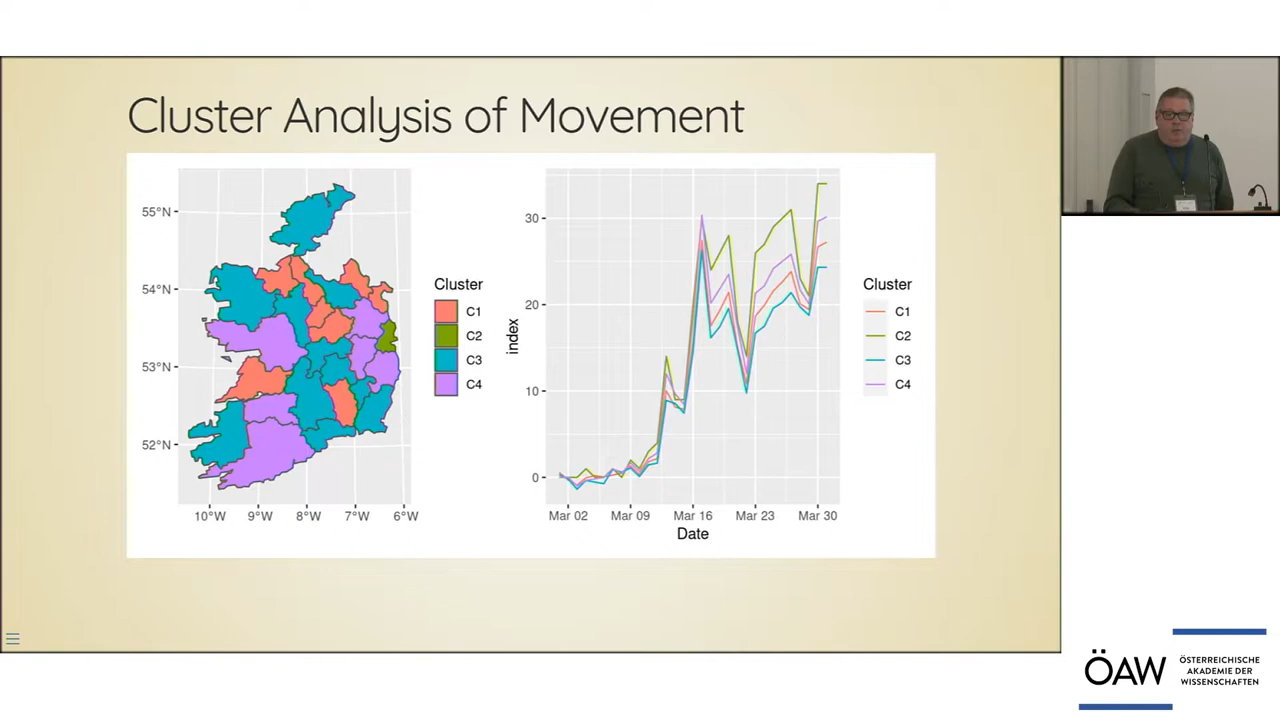 Cluster Analysis of Movement
55°N
54°N
53°N
52°N
10°W 9°W 8°W 7°W 6°W
Cluster
C1
C2
C3
C4
index
30
20
10
0
Mar 02 Mar 09 Mar 16 Mar 23 Mar 30
Date
Cluster
C1
C2
C3
C4
ÖAW
ÖSTERREICHISCHE
AKADEMIE DER
WISSENSCHAFTEN